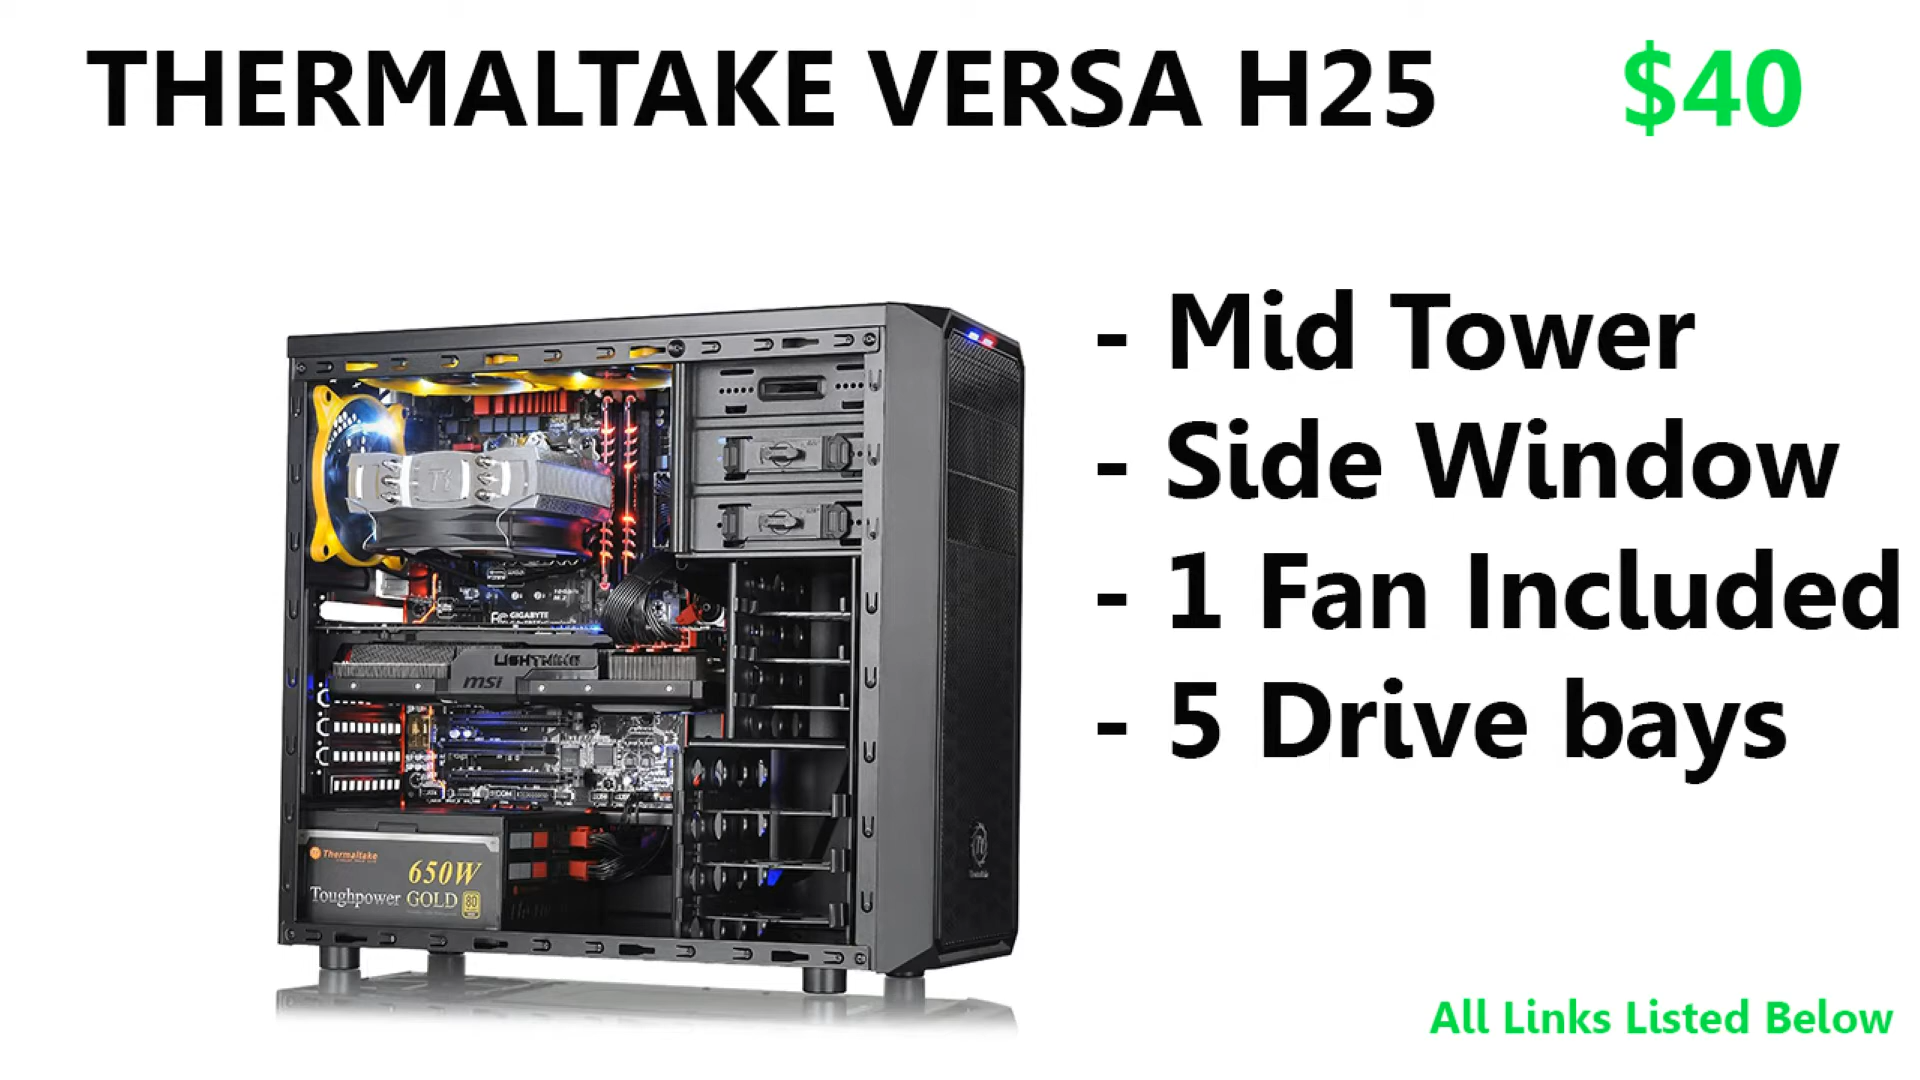 THERMALTAKE VERSA H25 $40
- Mid Tower
- Side Window
- 1 Fan Included
- 5 Drive bays
GIGABYTE
LIGHTNING
msi
Thermaltake
650W
Toughpower GOLD
80
All Links Listed Below